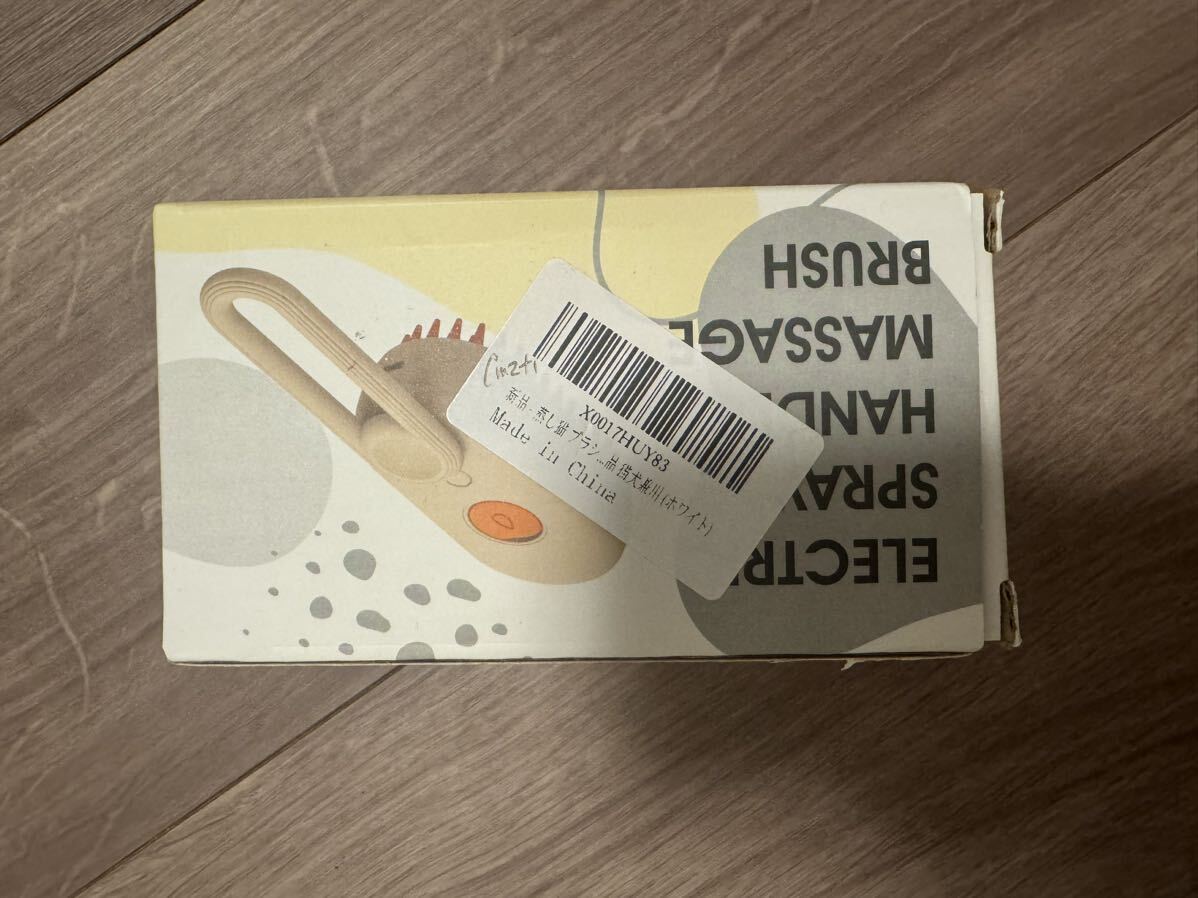 ELECTRI
SPRAY
HAND
MASSAGE
BRUSH
X0017HUY83
新品 - 蒸し猫 ブラシ...品 猫犬兼用(ホワイト)
Made in China